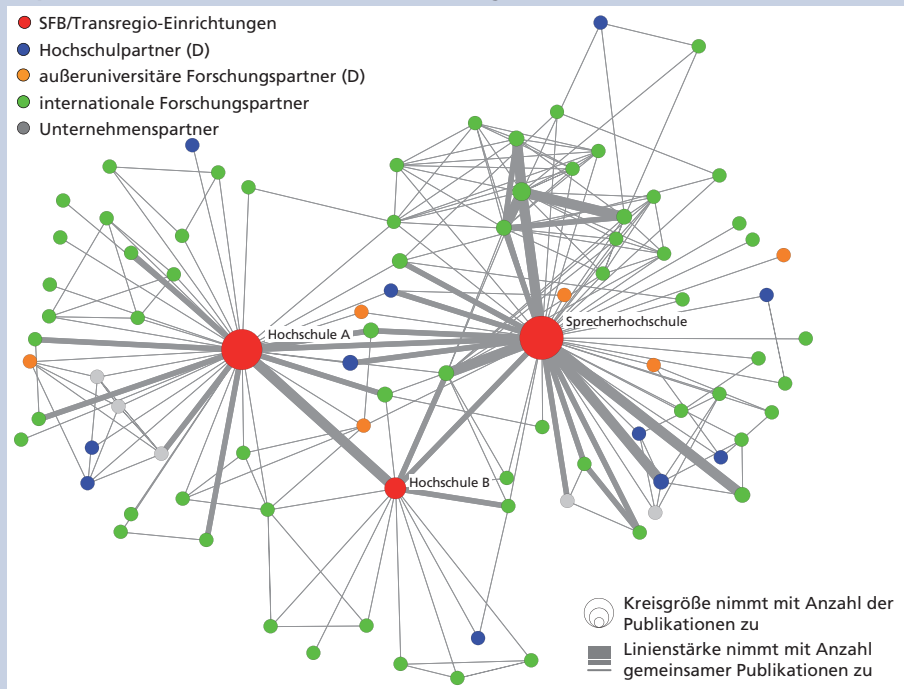 SFB/Transregio-Einrichtungen
Hochschulpartner (D)
außeruniversitäre Forschungspartner (D)
internationale Forschungspartner
Unternehmenspartner
Sprecherhochschule
Hochschule A
Hochschule B
Kreisgröße nimmt mit Anzahl der
Publikationen zu
Linienstärke nimmt mit Anzahl
gemeinsamer Publikationen zu